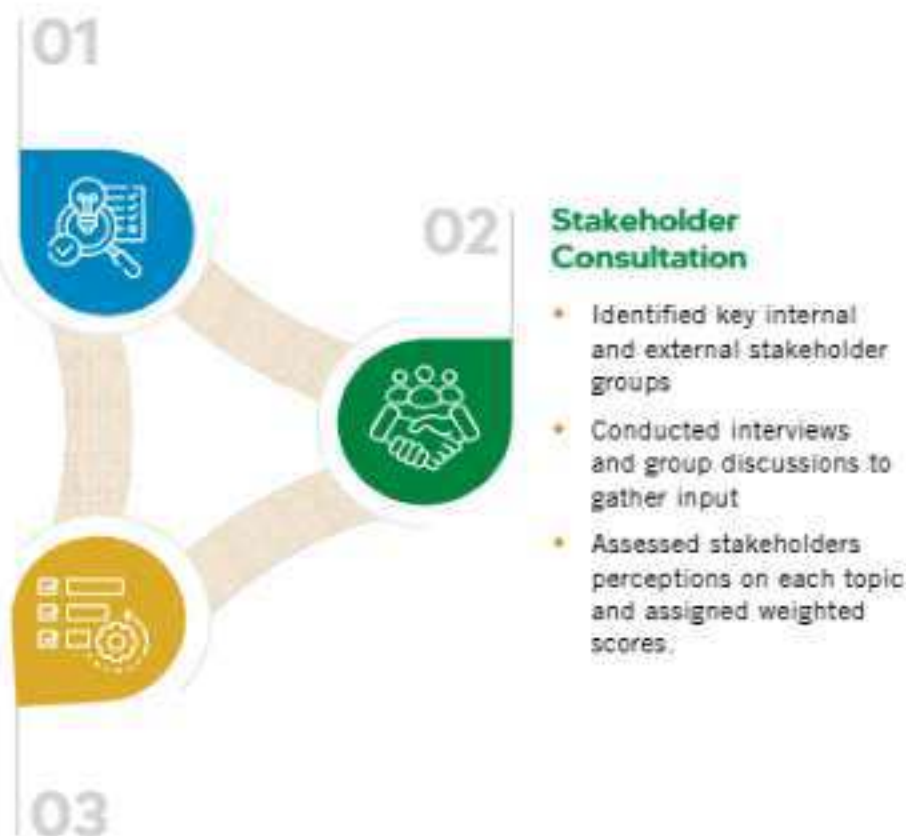 01
02
Stakeholder
Consultation
• Identified key internal
and external stakeholder
groups
• Conducted interviews
and group discussions to
gather input
• Assessed stakeholders
perceptions on each topic
and assigned weighted
scores.
03